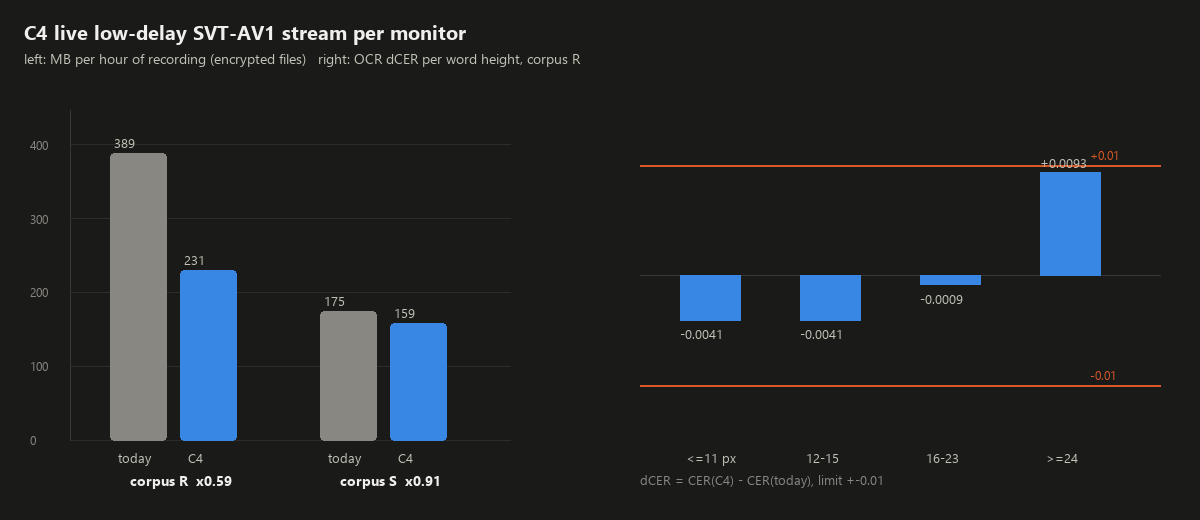 C4 live low-delay SVT-AV1 stream per monitor
left: MB per hour of recording (encrypted files)   right: OCR dCER per word height, corpus R
400
300
200
100
0
389
231
175
159
today
C4
today
C4
corpus R  x0.59
corpus S  x0.91
+0.01
+0.0093
-0.0041
-0.0041
-0.0009
-0.01
<=11 px
12-15
16-23
>=24
dCER = CER(C4) - CER(today), limit +-0.01